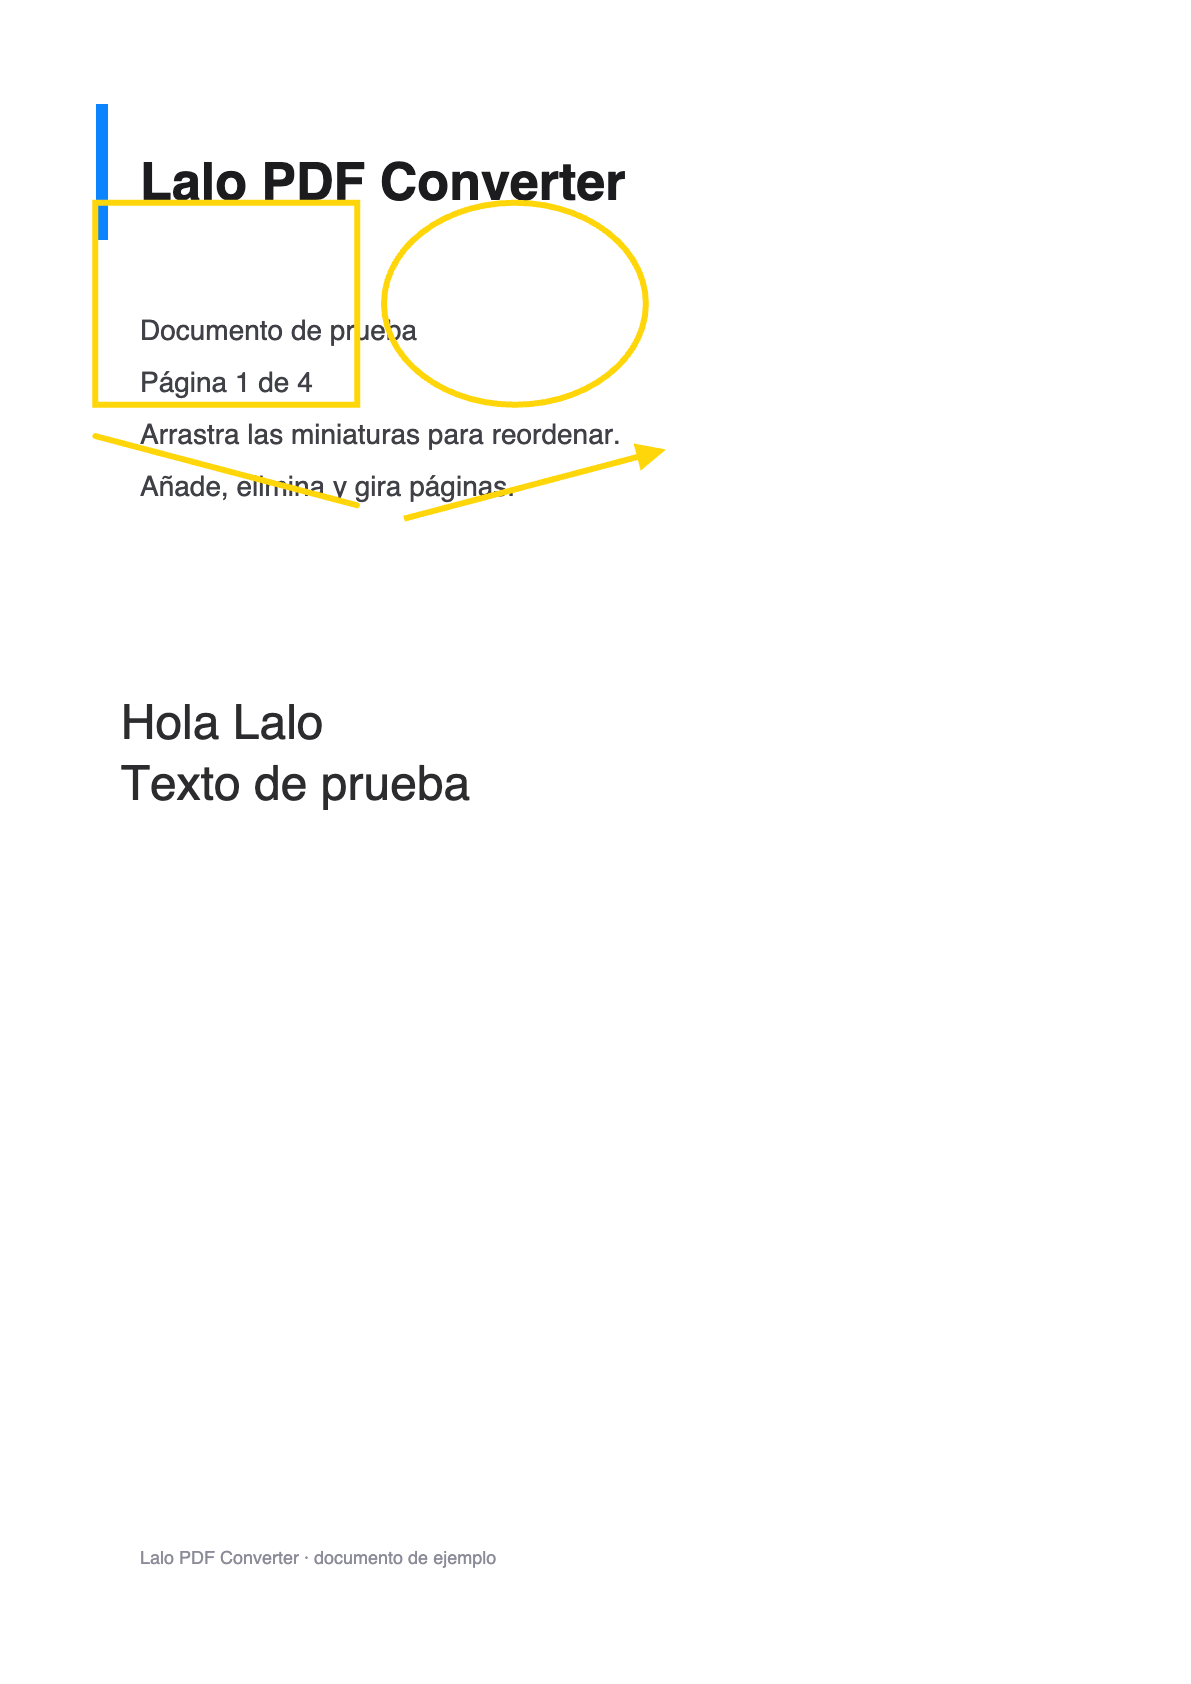 Lalo PDF Converter
Documento de prueba
Página 1 de 4
Arrastra las miniaturas para reordenar.
Añade, elimina y gira páginas.
Hola Lalo
Texto de prueba
Lalo PDF Converter · documento de ejemplo